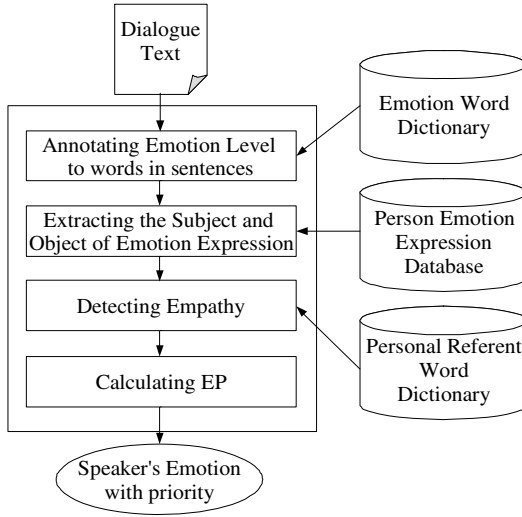 Dialogue
Text
Annotating Emotion Level
to words in sentences
Extracting the Subject and
Object of Emotion Expression
Detecting Empathy
Calculating EP
Speaker's Emotion
with priority
Emotion Word
Dictionary
Person Emotion
Expression
Database
Personal Referent
Word
Dictionary